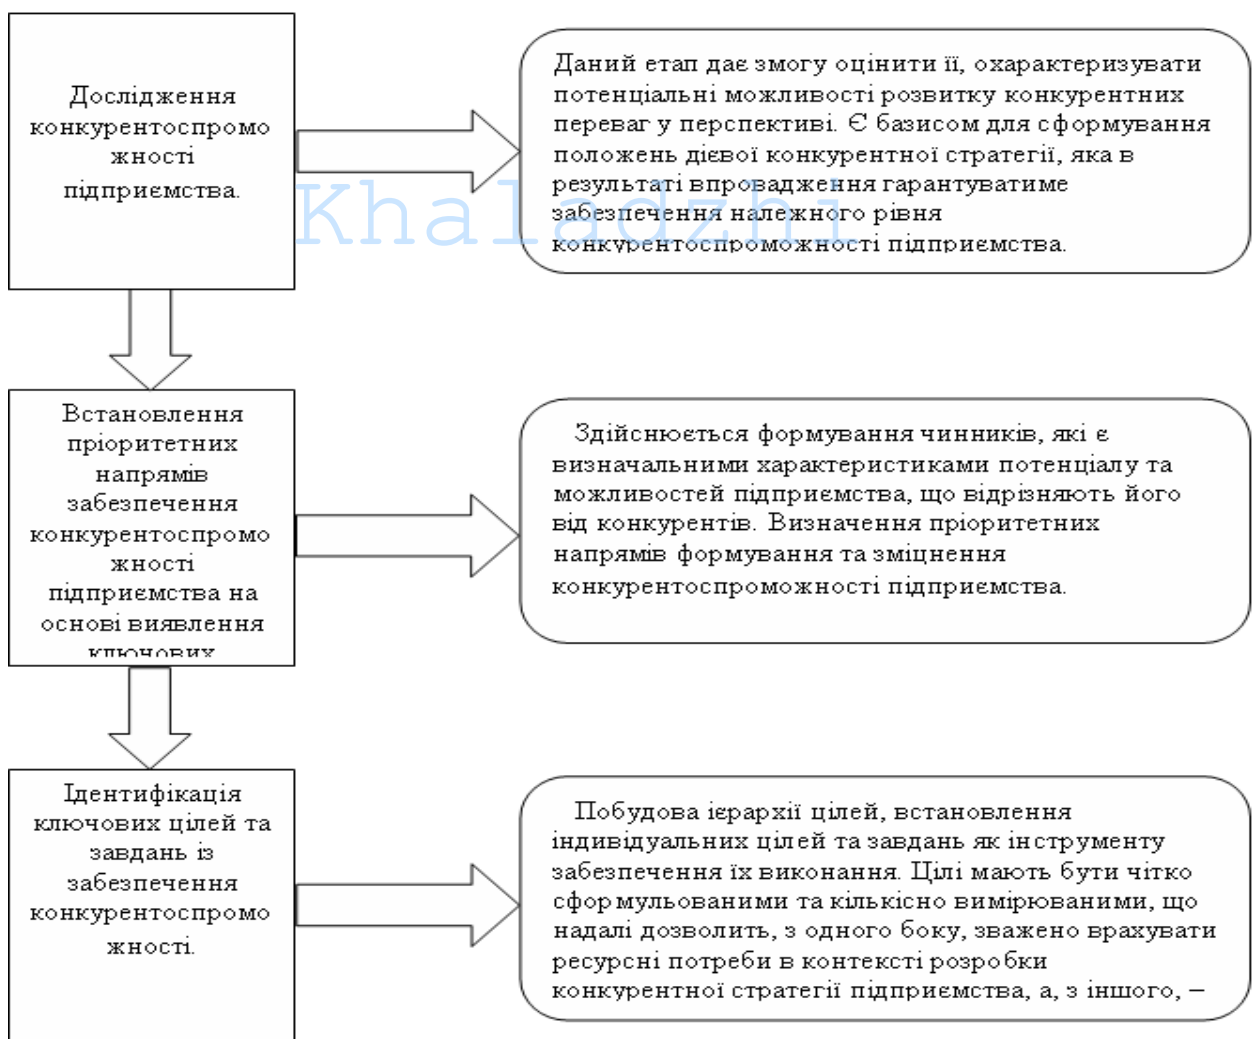 Дослідження
конкурентоспромо
жності
підприємства.
Даний етап дає змогу оцінити її, охарактеризувати
потенціальні можливості розвитку конкурентних
переваг у перспективі. Є базисом для сформування
положень дієвої конкурентної стратегії, яка в
результаті впровадження гарантуватиме
забезпечення належного рівня
конкурентоспроможності підприємства.
Khaladzhi
Встановлення
пріоритетних
напрямів
забезпечення
конкурентоспромо
жності
підприємства на
основі виявлення
ключових
Здійснюється формування чинників, які є
визначальними характеристиками потенціалу та
можливостей підприємства, що відрізняють його
від конкурентів. Визначення пріоритетних
напрямів формування та зміцнення
конкурентоспроможності підприємства.
Ідентифікація
ключових цілей та
завдань із
забезпечення
конкурентоспромо
жності.
Побудова ієрархії цілей, встановлення
індивідуальних цілей та завдань як інструменту
забезпечення їх виконання. Цілі мають бути чітко
сформульованими та кількісно вимірюваними, що
надалі дозволить, з одного боку, зважено врахувати
ресурсні потреби в контексті розробки
конкурентної стратегії підприємства, а, з іншого, –